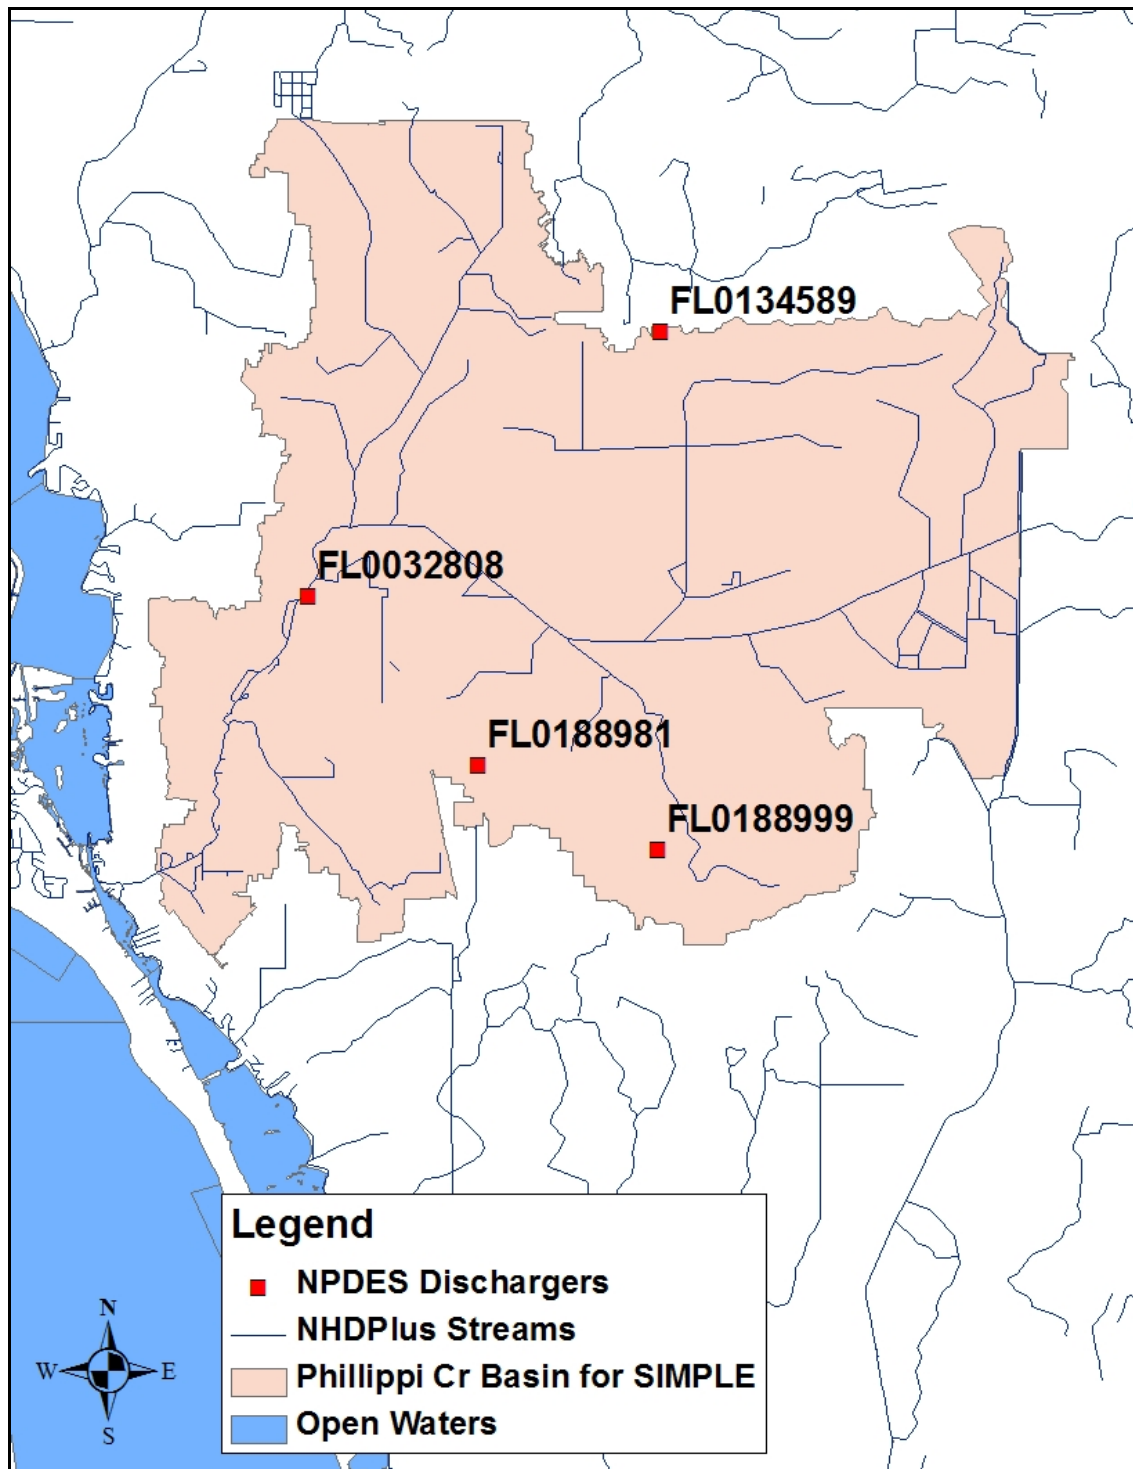 FL0134589
FL0032808
FL0188981
FL0188999
Legend
NPDES Dischargers
NHDPlus Streams
Phillippi Cr Basin for SIMPLE
Open Waters
N
W E
S